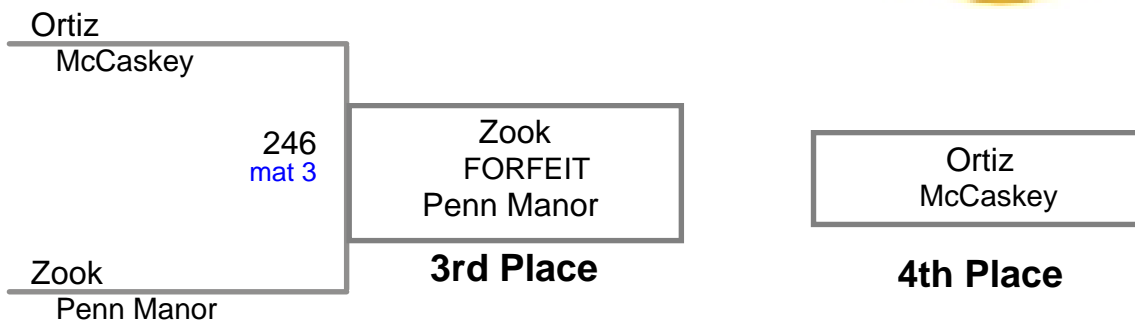 Ortiz
McCaskey
246
mat 3
Zook
FORFEIT
Penn Manor
3rd Place
Zook
Penn Manor
Ortiz
McCaskey
4th Place